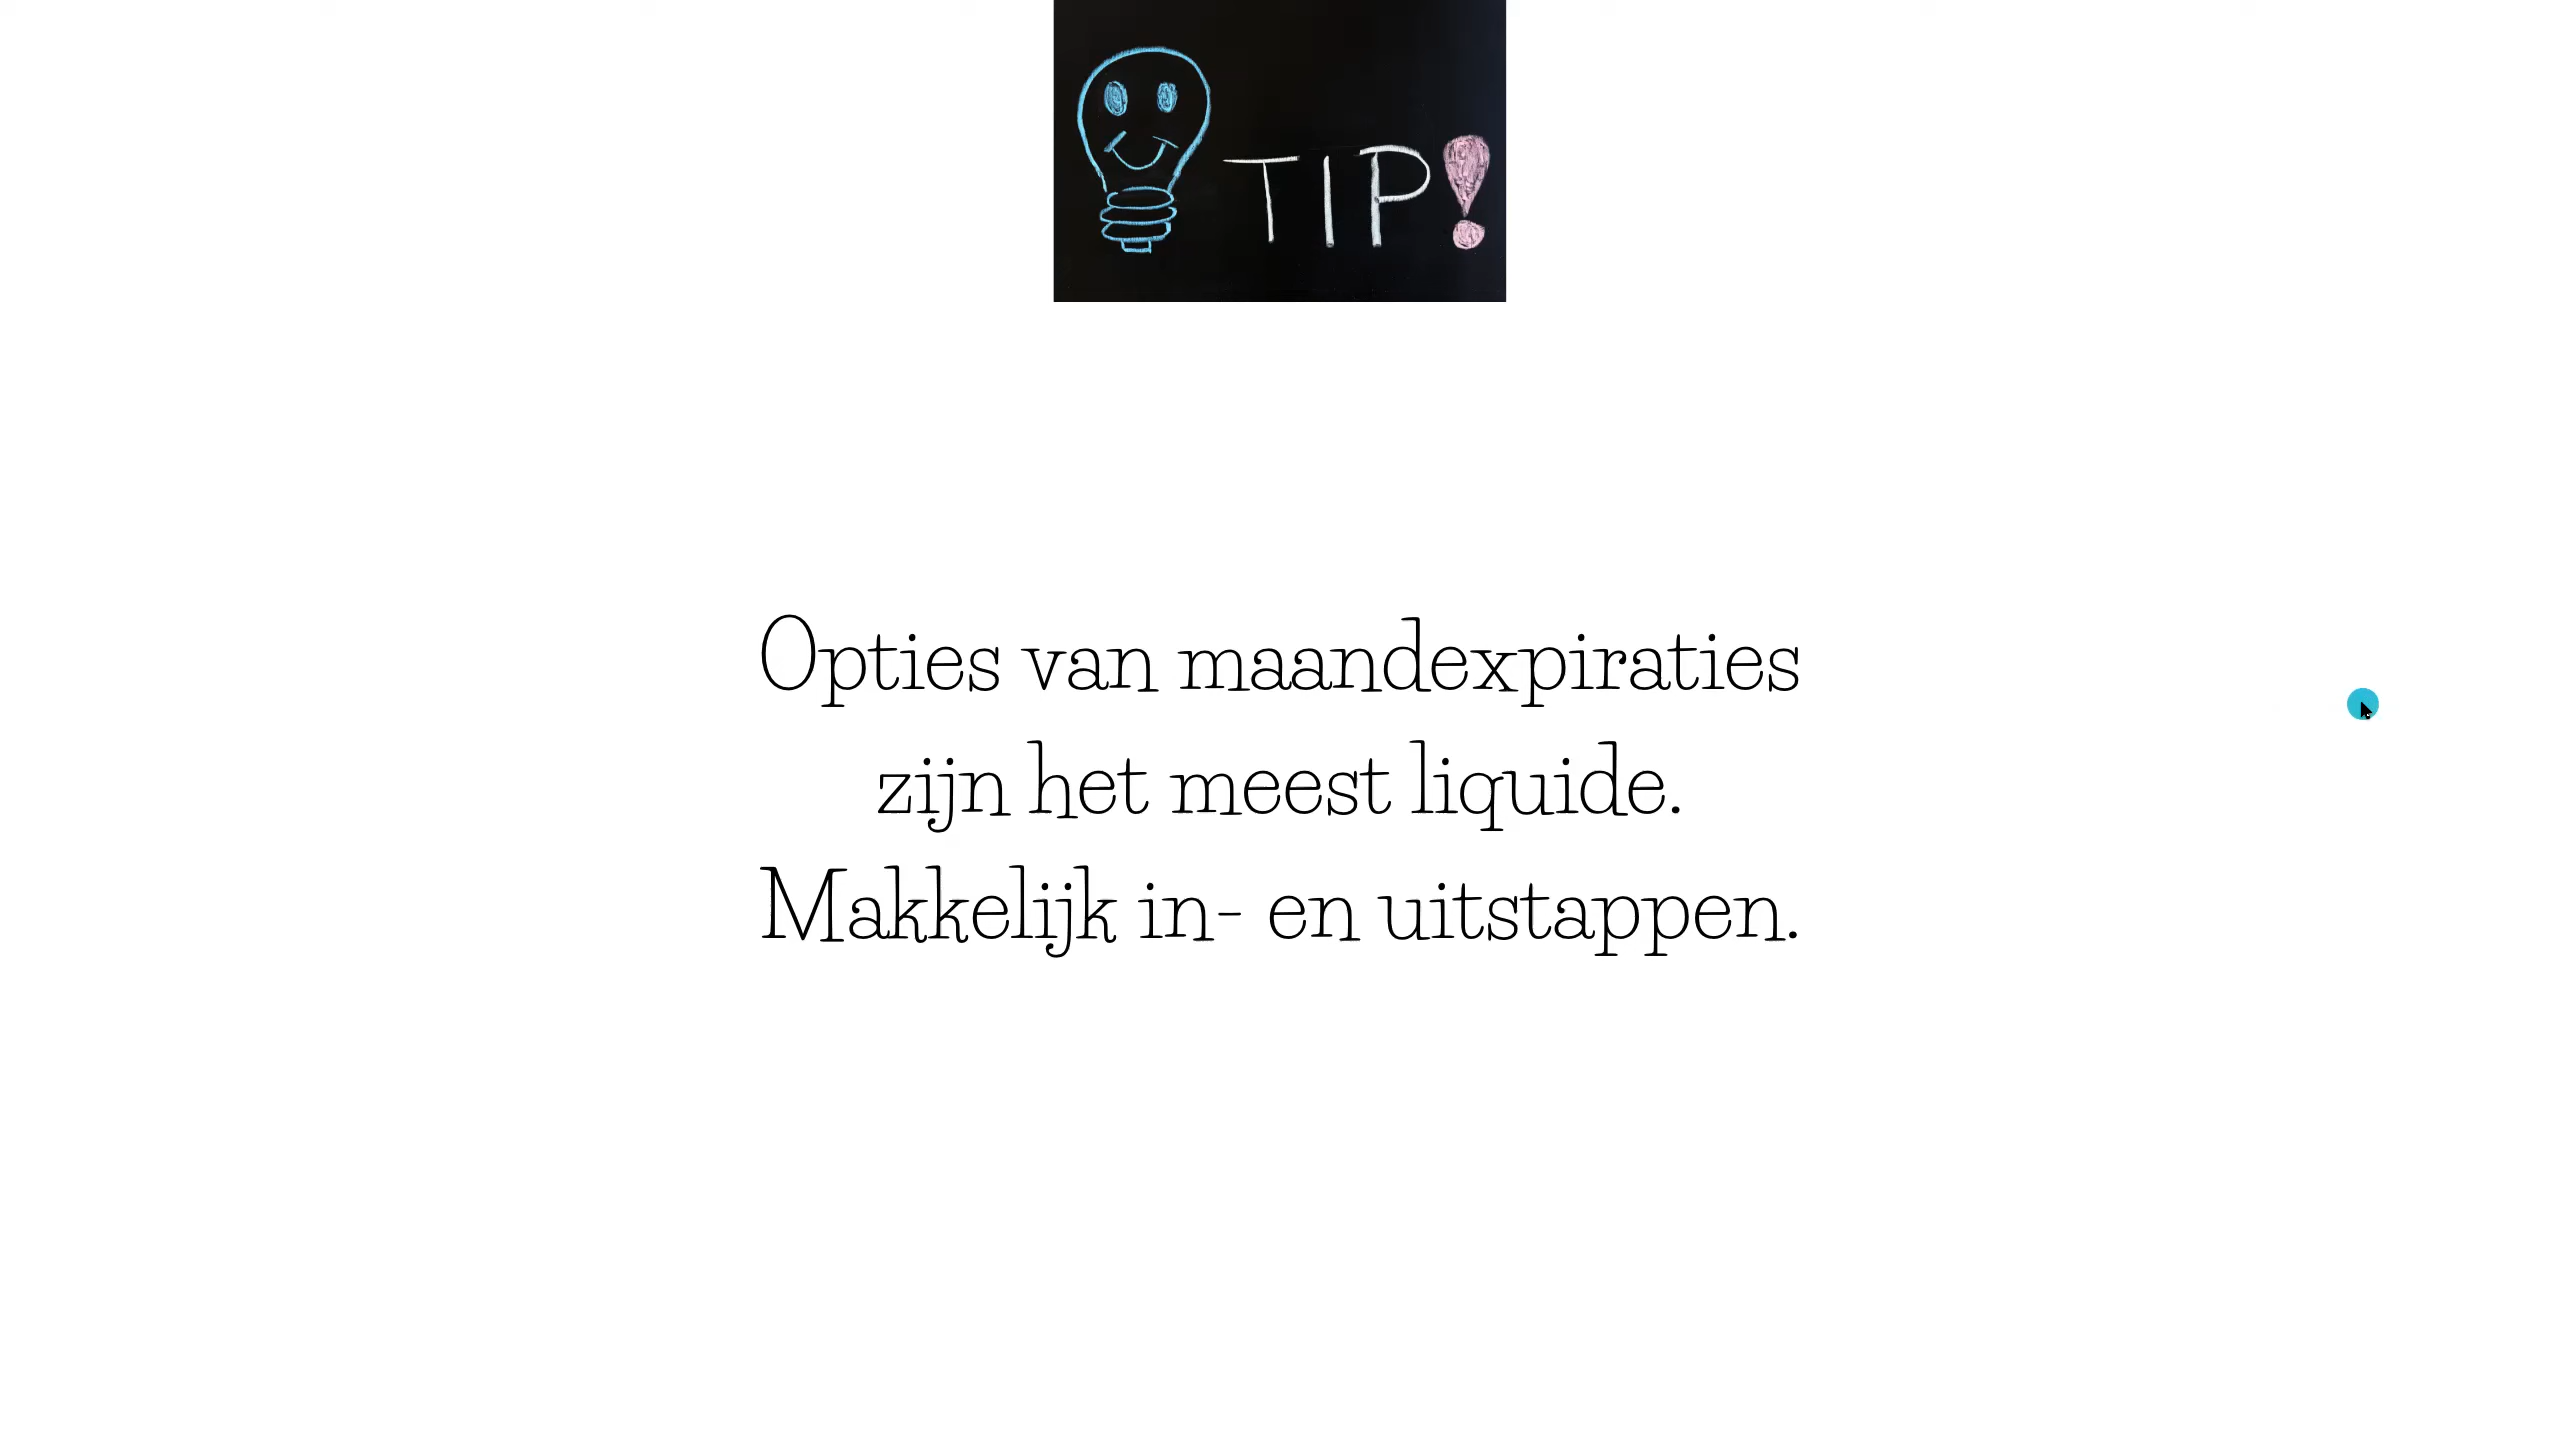 TIP!
Opties van maandexpiraties
zijn het meest liquide.
Makkelijk in- en uitstappen.